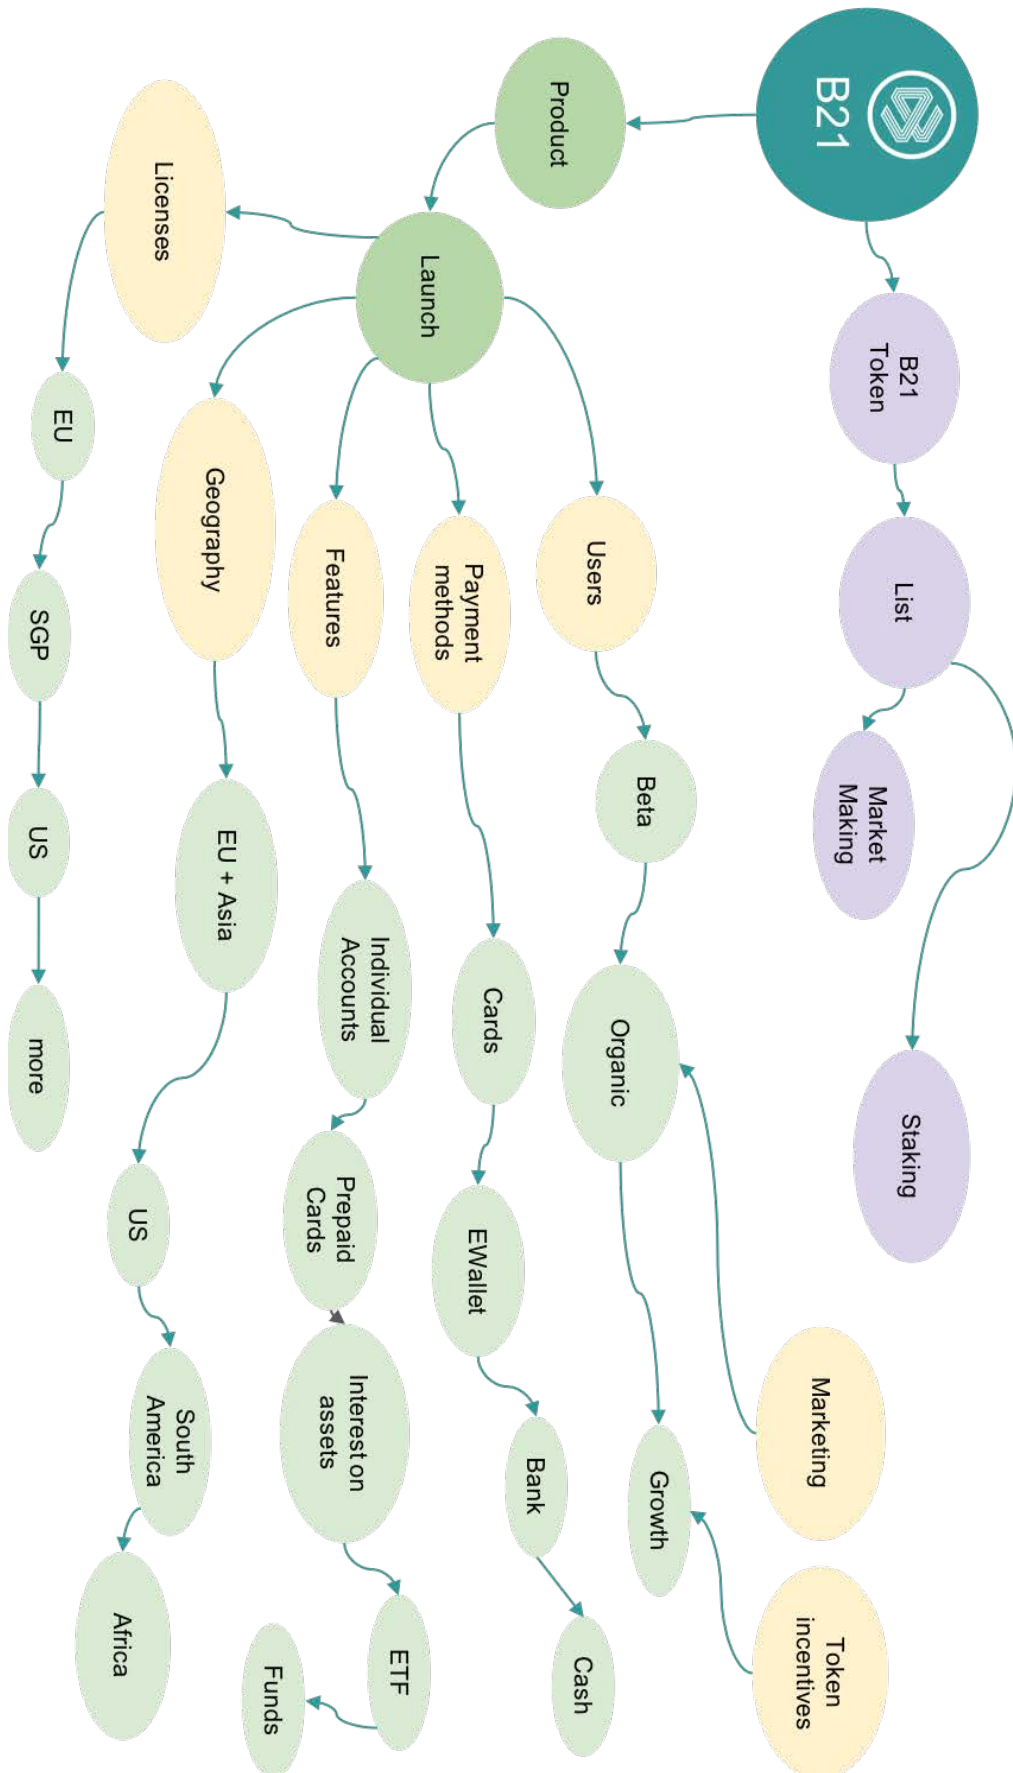 B21
B21
Token
List
Market
Making
Staking
Marketing
Token
incentives
Product
Launch
Users
Beta
Organic
Growth
Payment
methods
Cards
EWallet
Bank
Cash
Features
Individual
Accounts
Prepaid
Cards
Interest on
assets
ETF
Funds
Geography
EU + Asia
US
South
America
Africa
Licenses
EU
SGP
US
more